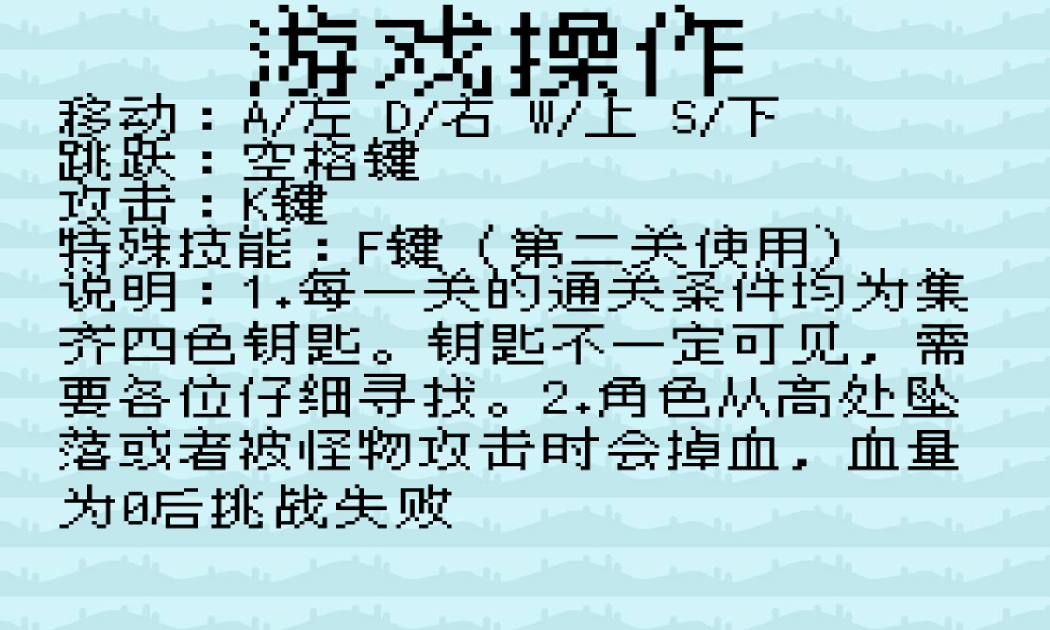 游戏操作
移动：A/左 D/右 W/上 S/下
跳跃：空格键
攻击：K键
特殊技能：F键（第二关使用）
说明：1.每一关的通关条件均为集
齐四色钥匙。钥匙不一定可见，需
要各位仔细寻找。2.角色从高处坠
落或者被怪物攻击时会掉血，血量
为0后挑战失败